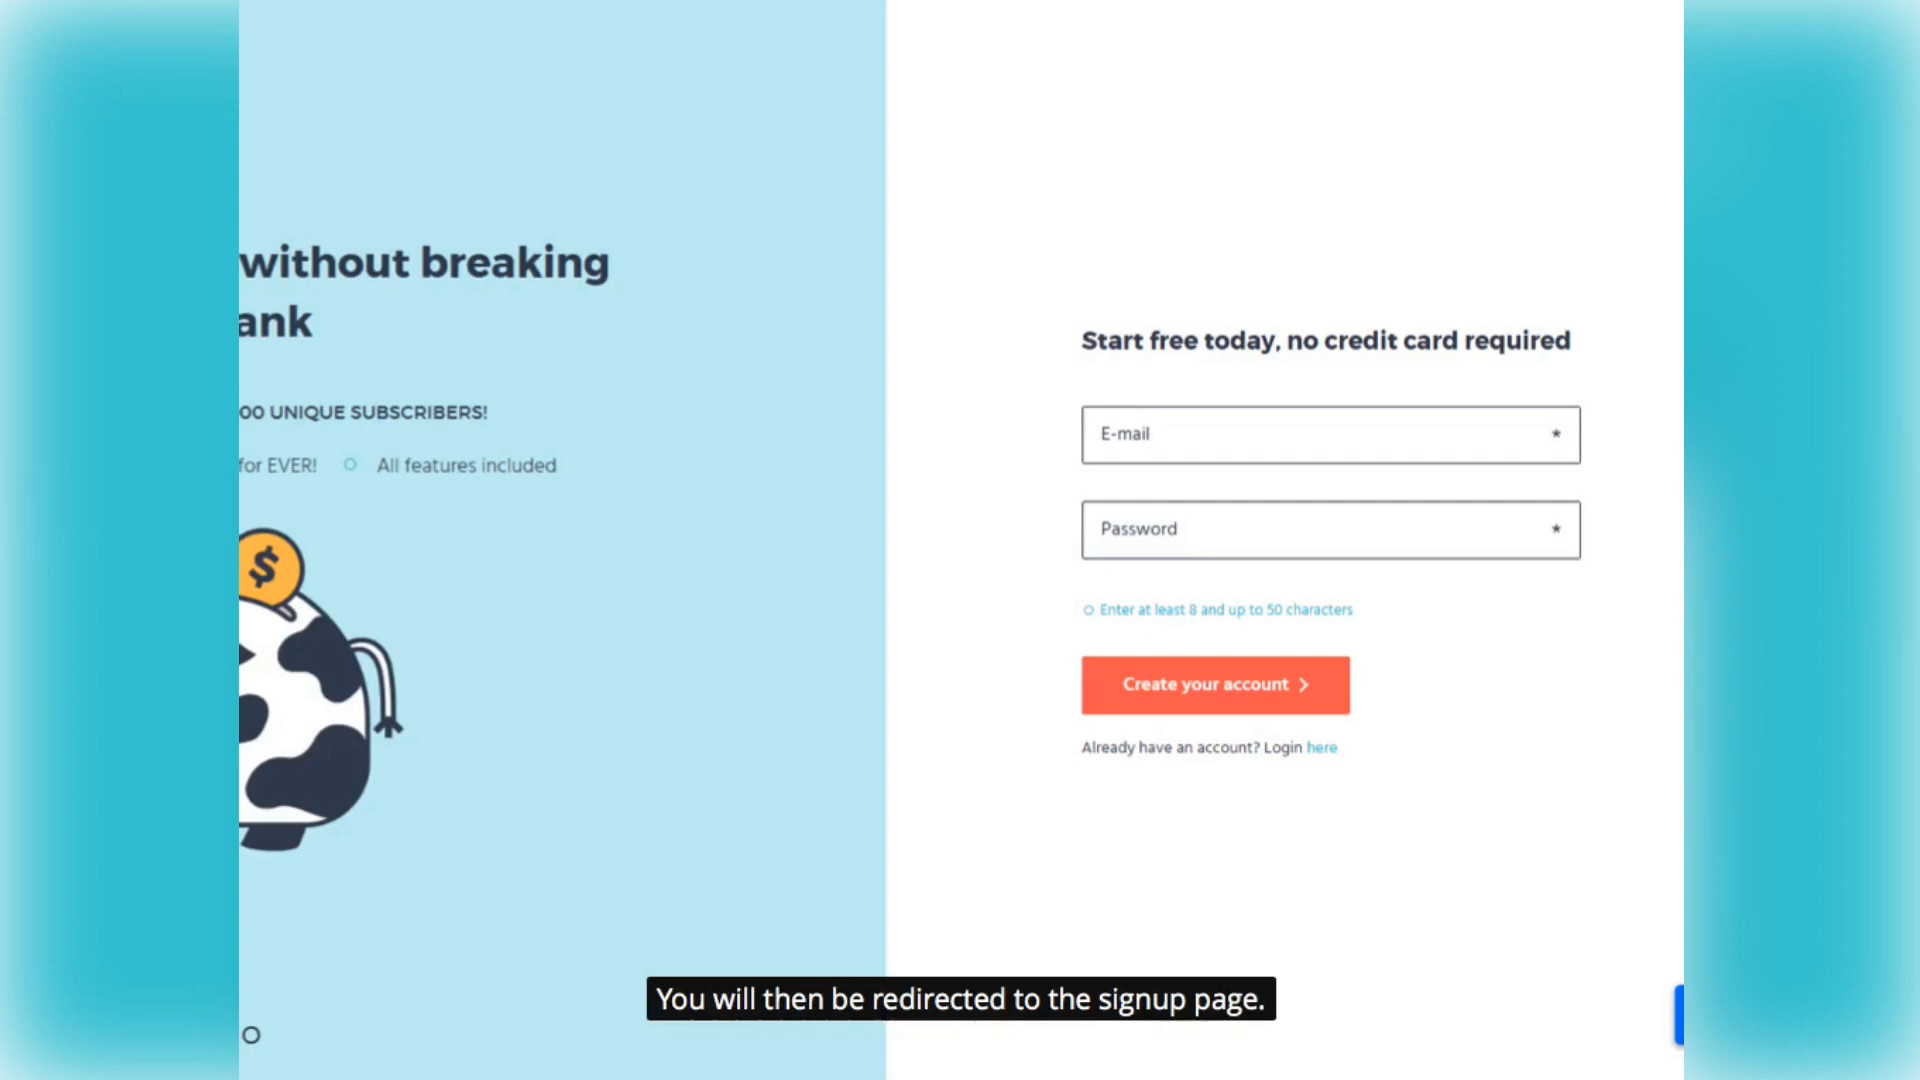 without breaking
ank
00 UNIQUE SUBSCRIBERS!
for EVER! All features included
$
Start free today, no credit card required
E-mail *
Password *
Enter at least 8 and up to 50 characters
Create your account >
Already have an account? Login here
You will then be redirected to the signup page.